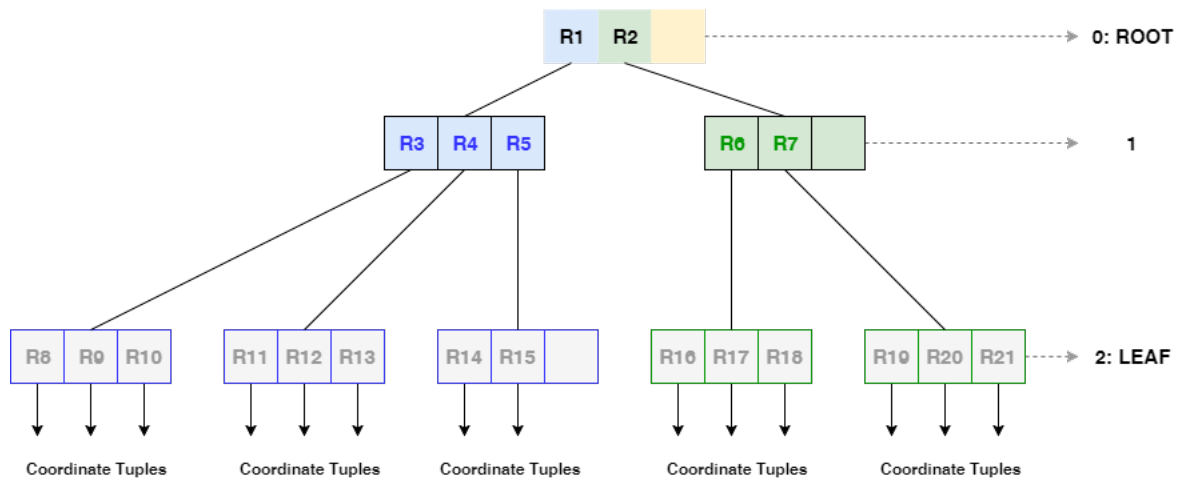 R1 R2 0: ROOT
R3 R4 R5 R6 R7 1
R8 R9 R10 R11 R12 R13 R14 R15 R16 R17 R18 R19 R20 R21 2: LEAF
Coordinate Tuples Coordinate Tuples Coordinate Tuples Coordinate Tuples Coordinate Tuples